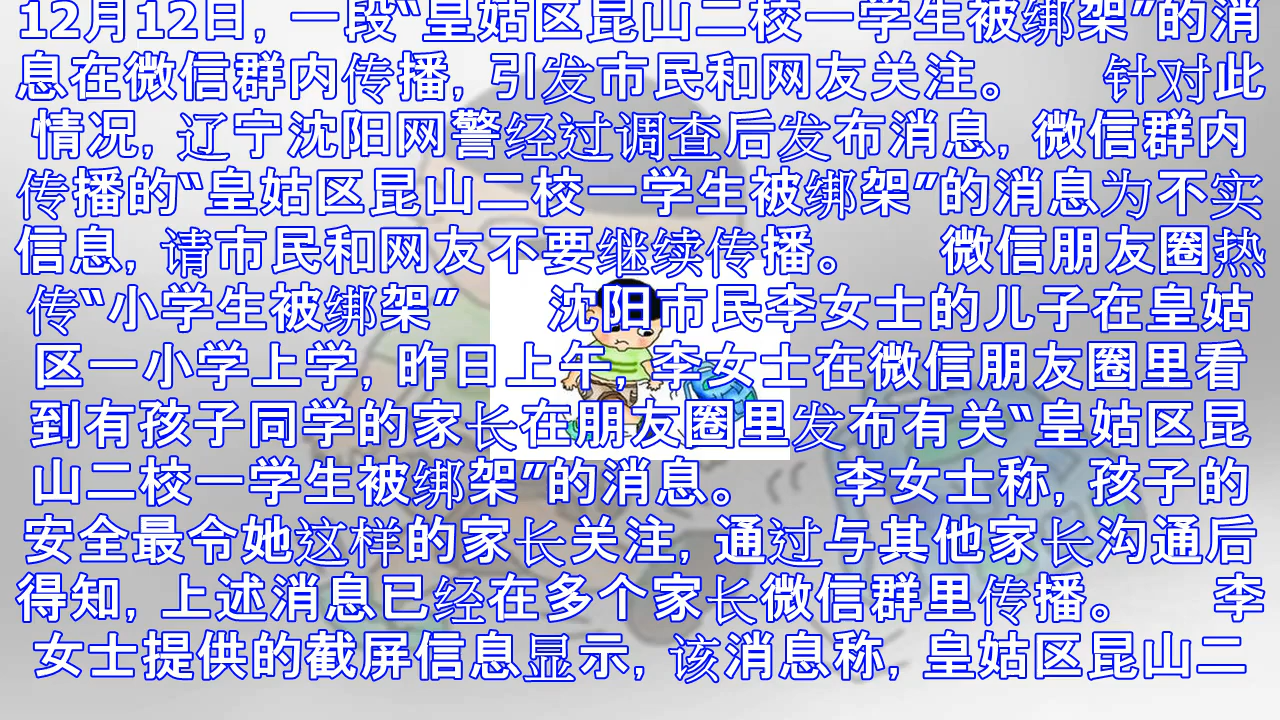 12月12日，一段“皇姑区昆山二校一学生被绑架”的消
息在微信群内传播，引发市民和网友关注。　　针对此
情况，辽宁沈阳网警经过调查后发布消息，微信群内
传播的“皇姑区昆山二校一学生被绑架”的消息为不实
信息，请市民和网友不要继续传播。　　微信朋友圈热
传“小学生被绑架”　　沈阳市民李女士的儿子在皇姑
区一小学上学，昨日上午，李女士在微信朋友圈里看
到有孩子同学的家长在朋友圈里发布有关“皇姑区昆
山二校一学生被绑架”的消息。　　李女士称，孩子的
安全最令她这样的家长关注，通过与其他家长沟通后
得知，上述消息已经在多个家长微信群里传播。　　李
女士提供的截屏信息显示，该消息称，皇姑区昆山二